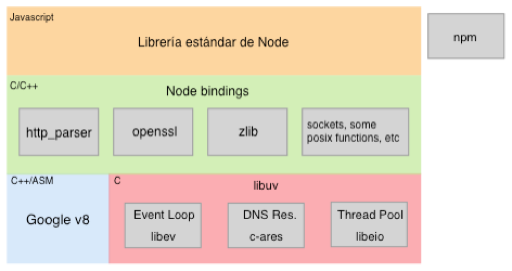 Javascript
Librería estándar de Node
npm
C/C++
Node bindings
http_parser
openssl
zlib
sockets, some
posix functions, etc
C++/ASM
Google v8
C
libuv
Event Loop
libev
DNS Res.
c-ares
Thread Pool
libeio